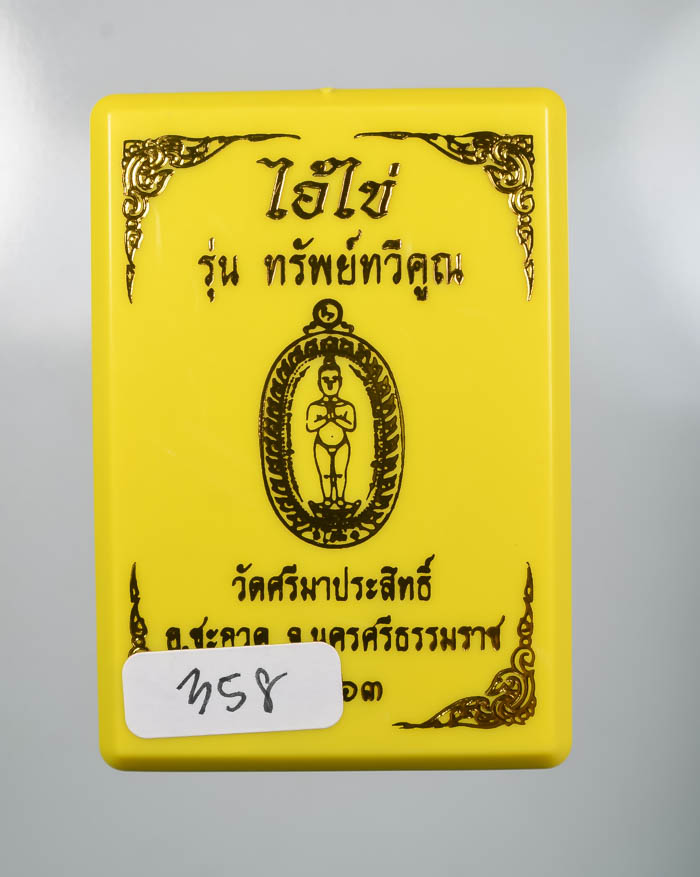 ไอ้ไข่
รุ่น ทรัพย์ทวีคูณ
วัดศรีมาประสิทธิ์
อ.ชะอวด จ.นครศรีธรรมราช
๖๓
358